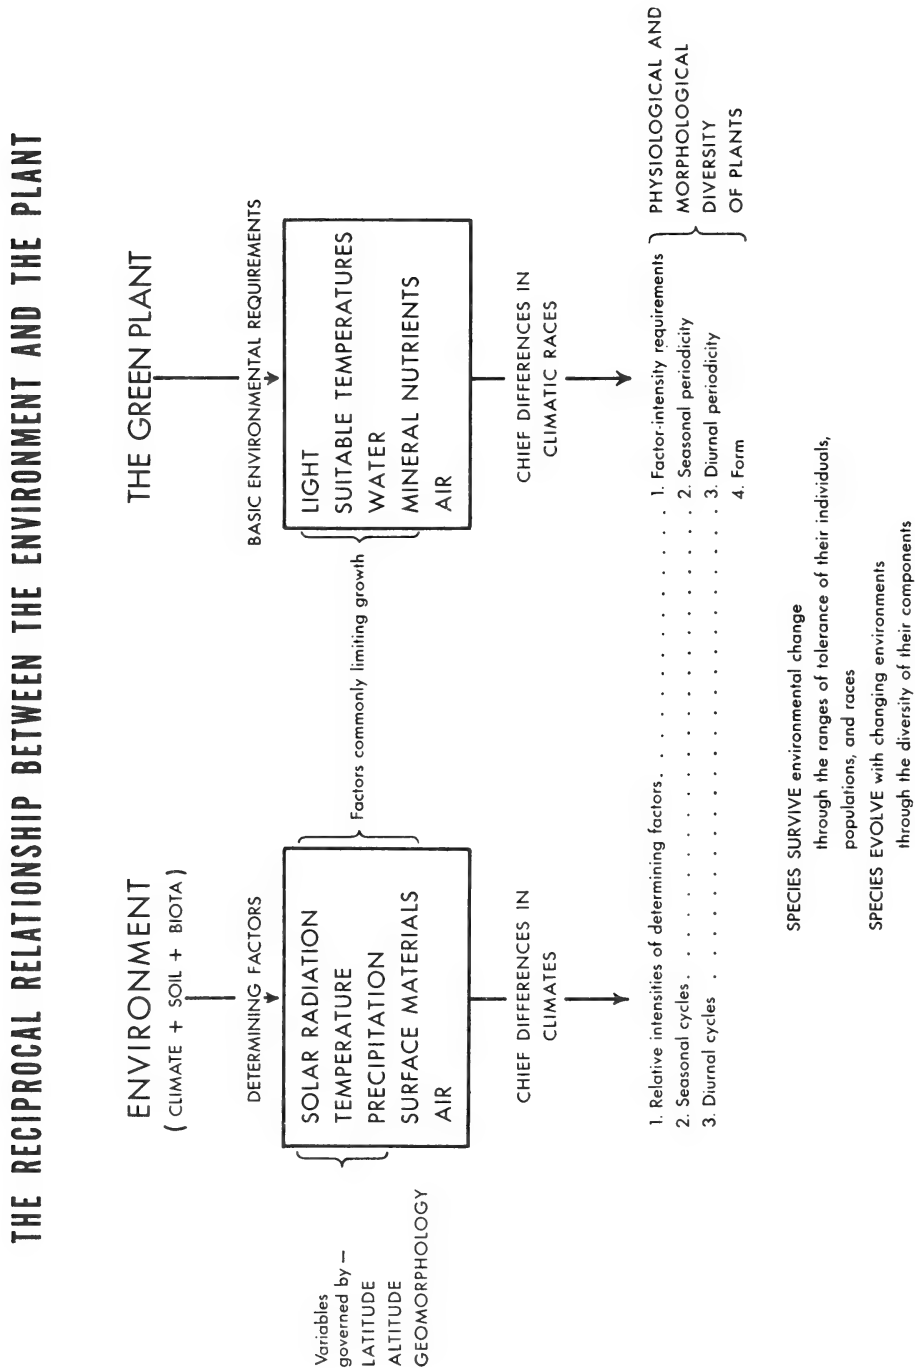 THE RECIPROCAL RELATIONSHIP BETWEEN THE ENVIRONMENT AND THE PLANT
ENVIRONMENT
( CLIMATE + SOIL + BIOTA )
DETERMINING FACTORS
Variables
governed by —
LATITUDE
ALTITUDE
GEOMORPHOLOGY
SOLAR RADIATION
TEMPERATURE
PRECIPITATION
SURFACE MATERIALS
AIR
Factors commonly limiting growth
THE GREEN PLANT
BASIC ENVIRONMENTAL REQUIREMENTS
LIGHT
SUITABLE TEMPERATURES
WATER
MINERAL NUTRIENTS
AIR
CHIEF DIFFERENCES IN
CLIMATES
CHIEF DIFFERENCES IN
CLIMATIC RACES
1. Relative intensities of determining factors . . . . . . . . . . . 1. Factor-intensity requirements
2. Seasonal cycles . . . . . . . . . . . . . . . . . 2. Seasonal periodicity
3. Diurnal cycles . . . . . . . . . . . . . . . . . 3. Diurnal periodicity
4. Form
PHYSIOLOGICAL AND
MORPHOLOGICAL
DIVERSITY
OF PLANTS
SPECIES SURVIVE environmental change
through the ranges of tolerance of their individuals,
populations, and races
SPECIES EVOLVE with changing environments
through the diversity of their components